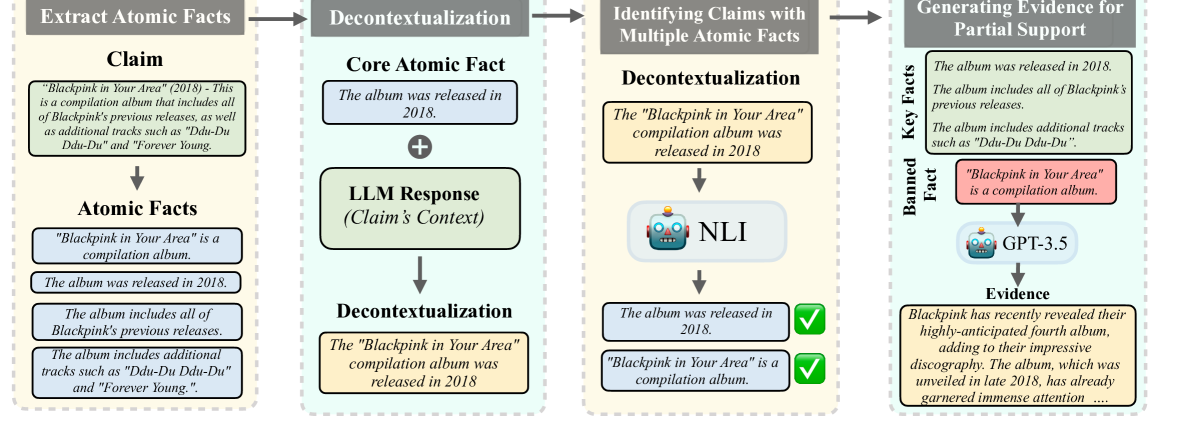 Extract Atomic Facts
Claim
"Blackpink in Your Area" (2018) - This
is a compilation album that includes all
of Blackpink's previous releases, as well
as additional tracks such as "Ddu-Du
Ddu-Du" and "Forever Young.
Atomic Facts
"Blackpink in Your Area" is a
compilation album.
The album was released in 2018.
The album includes all of
Blackpink's previous releases.
The album includes additional
tracks such as "Ddu-Du Ddu-Du"
and "Forever Young.".
Decontextualization
Core Atomic Fact
The album was released in
2018.
LLM Response
(Claim's Context)
Decontextualization
The "Blackpink in Your Area"
compilation album was
released in 2018
Identifying Claims with
Multiple Atomic Facts
Decontextualization
The "Blackpink in Your Area"
compilation album was
released in 2018
NLI
The album was released in
2018.
"Blackpink in Your Area" is a
compilation album.
Generating Evidence for
Partial Support
Key Facts
The album was released in 2018.
The album includes all of Blackpink's
previous releases.
The album includes additional tracks
such as "Ddu-Du Ddu-Du”.
Banned
Fact
"Blackpink in Your Area"
is a compilation album.
GPT-3.5
Evidence
Blackpink has recently revealed their
highly-anticipated fourth album,
adding to their impressive
discography. The album, which was
unveiled in late 2018, has already
garnered immense attention ....